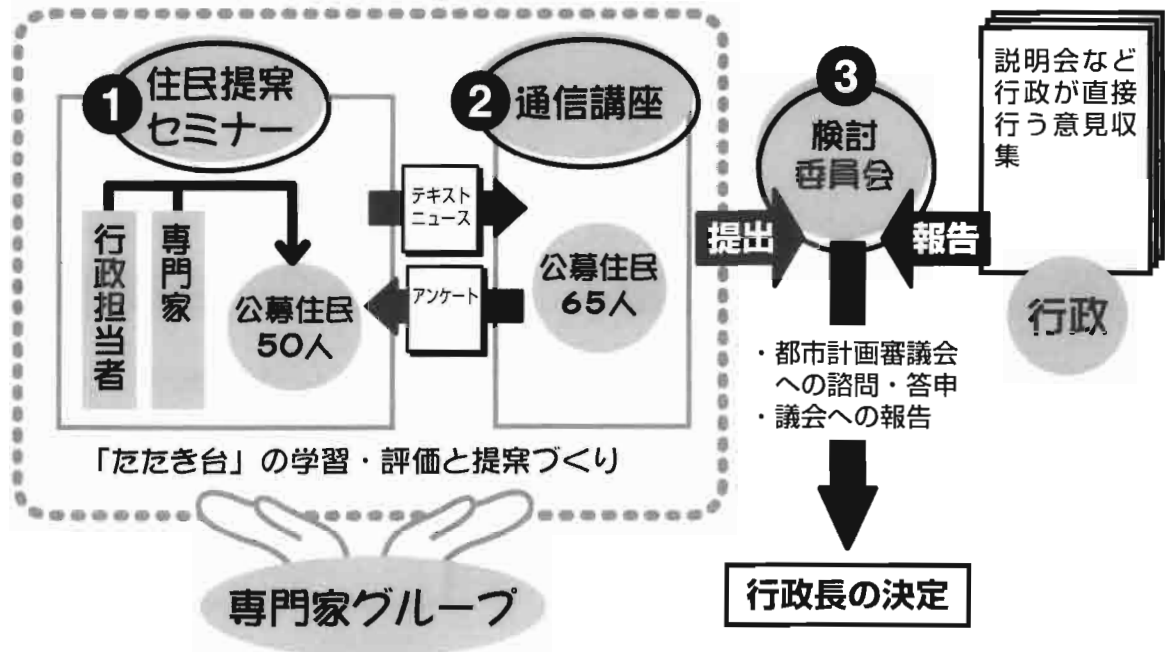 1
住民提案
セミナー
行政担当者
専門家
公募住民
50人
テキスト
ニュース
アンケート
2
通信講座
公募住民
65人
「たたき台」の学習・評価と提案づくり
専門家グループ
提出
3
検討
委員会
報告
説明会など
行政が直接
行う意見収
集
行政
・都市計画審議会
への諮問・答申
・議会への報告
行政長の決定